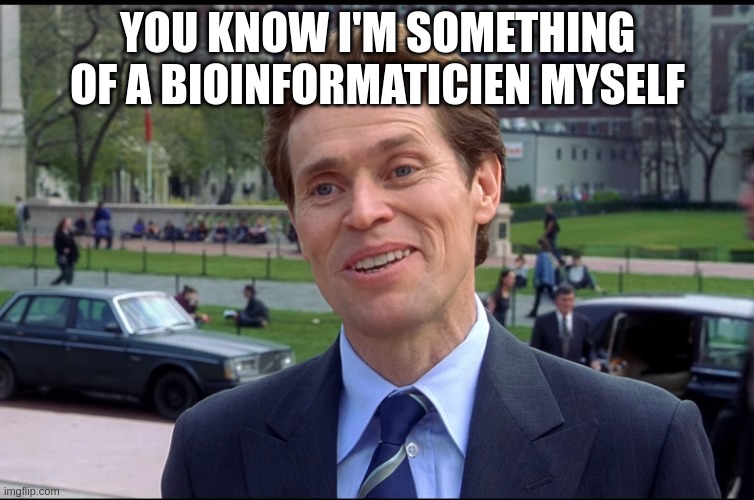 YOU KNOW I'M SOMETHING
OF A BIOINFORMATICIEN MYSELF
imgflip.com